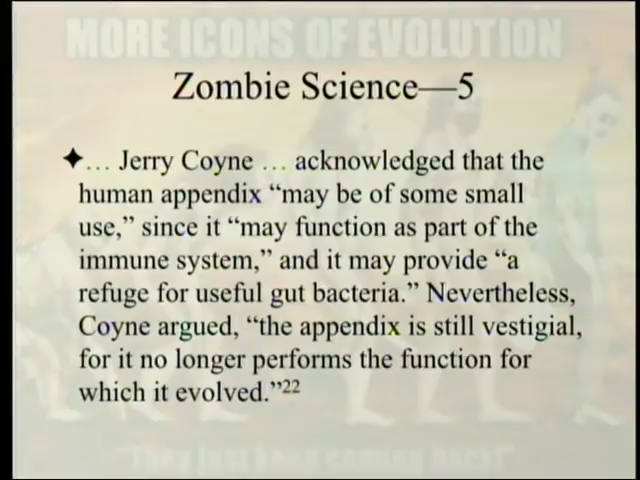 MORE ICONS OF EVOLUTION
Zombie Science—5
✦… Jerry Coyne … acknowledged that the
human appendix “may be of some small
use,” since it “may function as part of the
immune system,” and it may provide “a
refuge for useful gut bacteria.” Nevertheless,
Coyne argued, “the appendix is still vestigial,
for it no longer performs the function for
which it evolved.”22
"They just keep coming back!"